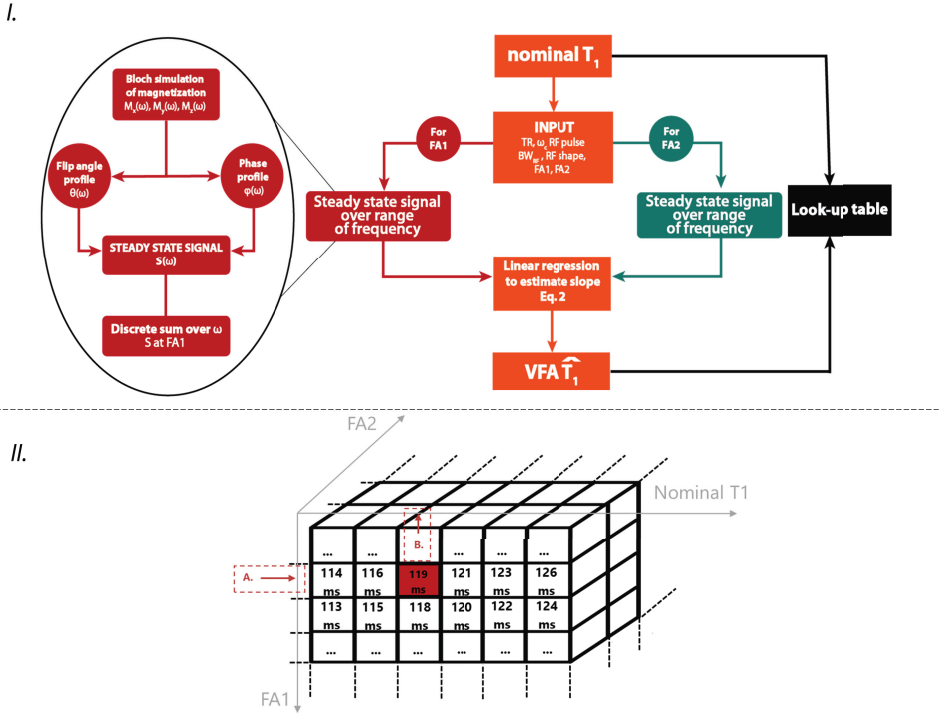 I.
Bloch simulation
of magnetization
Mx(ω), My(ω), Mz(ω)
Flip angle
profile
θ(ω)
Phase
profile
φ(ω)
STEADY STATE SIGNAL
S(ω)
Discrete sum over ω
S at FA1
nominal T1
INPUT
TR, ω, RF pulse
BWRF, RF shape,
FA1, FA2
For
FA1
For
FA2
Steady state signal
over range
of frequency
Steady state signal
over range
of frequency
Linear regression
to estimate slope
Eq. 2
VFA T̂1
Look-up table
II.
FA2
Nominal T1
FA1
A.
B.
... ... ... ... ...
114 116 119 121 123 126
ms ms ms ms ms ms
113 115 118 120 122 124
ms ms ms ms ms ms
... ... ... ... ... ...